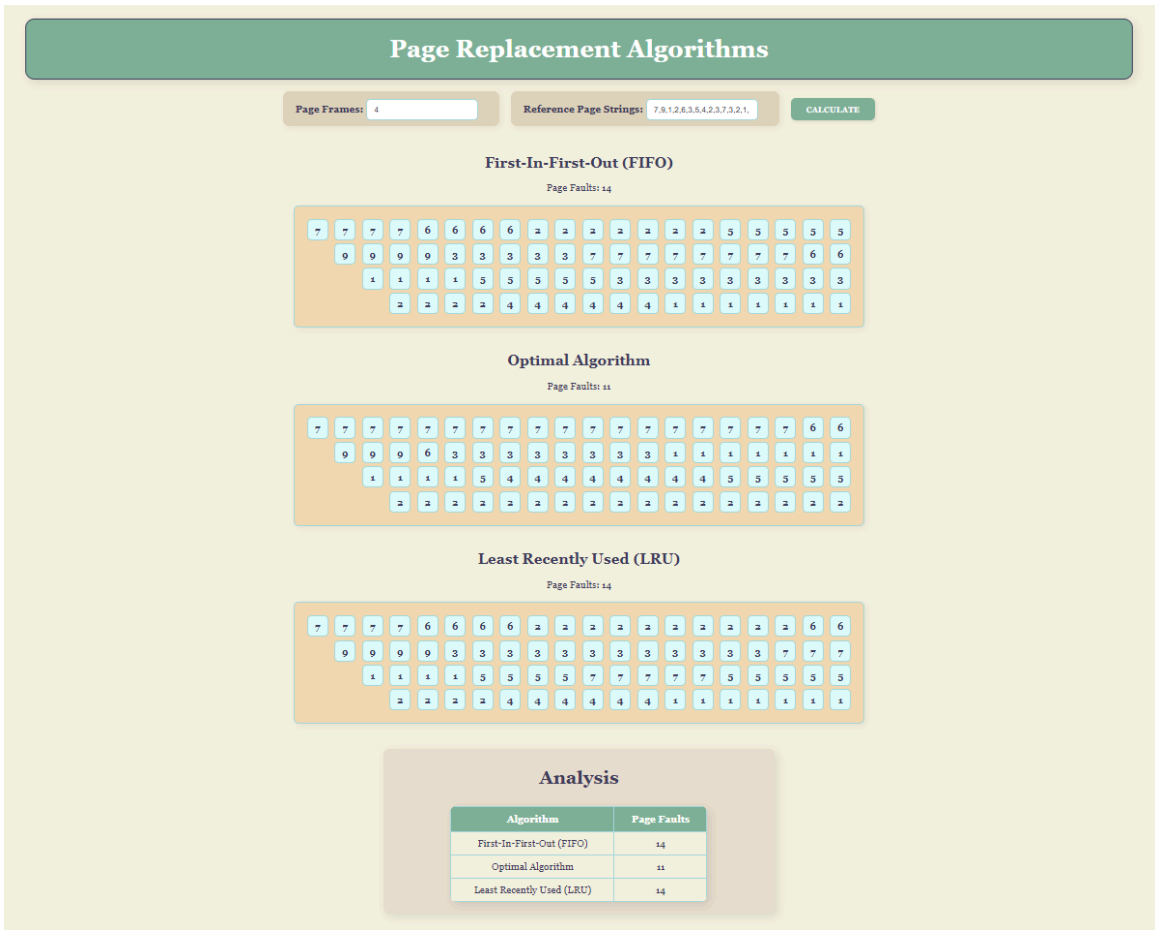 Page Replacement Algorithms
Page Frames: 4 Reference Page Strings: 7,9,1,2,6,3,5,4,2,3,7,3,2,1, CALCULATE
First-In-First-Out (FIFO)
Page Faults: 14
7 7 7 7 6 6 6 6 2 2 2 2 2 2 2 5 5 5 5 5
9 9 9 9 3 3 3 3 3 7 7 7 7 7 7 7 7 6 6
1 1 1 1 5 5 5 5 5 3 3 3 3 3 3 3 3 3
2 2 2 2 4 4 4 4 4 4 1 1 1 1 1 1 1
Optimal Algorithm
Page Faults: 11
7 7 7 7 7 7 7 7 7 7 7 7 7 7 7 7 7 7 6 6
9 9 9 6 3 3 3 3 3 3 3 3 1 1 1 1 1 1 1
1 1 1 1 5 4 4 4 4 4 4 4 4 5 5 5 5 5
2 2 2 2 2 2 2 2 2 2 2 2 2 2 2 2 2
Least Recently Used (LRU)
Page Faults: 14
7 7 7 7 6 6 6 6 2 2 2 2 2 2 2 2 2 2 6 6
9 9 9 9 3 3 3 3 3 3 3 3 3 3 3 3 7 7 7
1 1 1 1 5 5 5 5 7 7 7 7 7 5 5 5 5 5
2 2 2 2 4 4 4 4 4 4 1 1 1 1 1 1 1
Analysis
Algorithm Page Faults
First-In-First-Out (FIFO) 14
Optimal Algorithm 11
Least Recently Used (LRU) 14